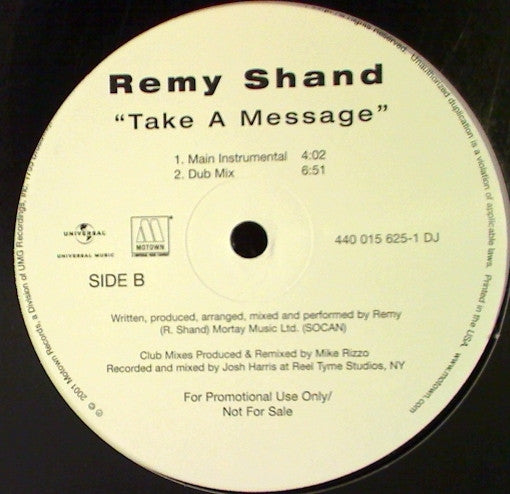 Remy Shand
“Take A Message”
1. Main Instrumental 4:02
2. Dub Mix 6:51
UNIVERSAL
UNIVERSAL MUSIC
M
MOTOWN
440 015 625-1 DJ
SIDE B
Written, produced, arranged, mixed and performed by Remy
(R. Shand) Mortay Music Ltd. (SOCAN)
Club Mixes Produced & Remixed by Mike Rizzo
Recorded and mixed by Josh Harris at Reel Tyme Studios, NY
For Promotional Use Only/
Not For Sale
℗ © 2001 Motown Records, a Division of UMG Recordings, Inc.
reserved. Unauthorized duplication is a violation of applicable laws. Printed in the USA. www.motown.com